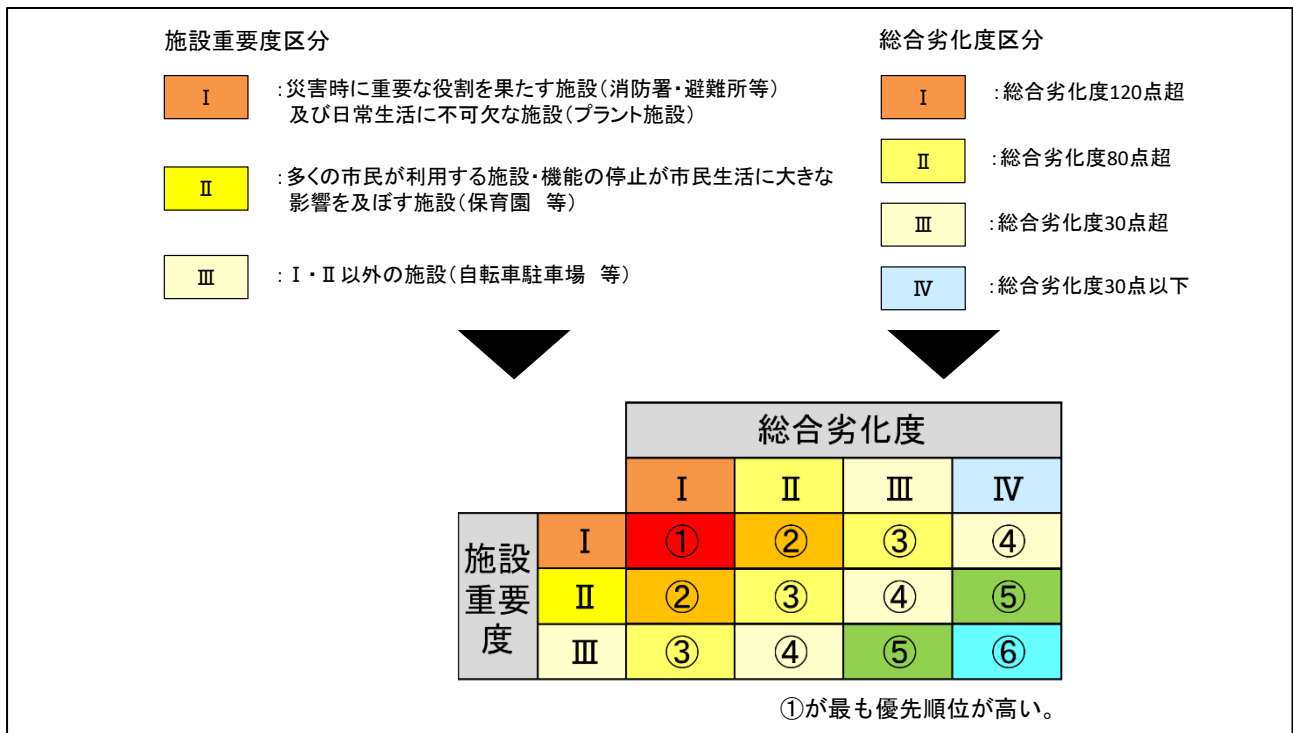 施設重要度区分
Ⅰ :災害時に重要な役割を果たす施設(消防署・避難所等)
及び日常生活に不可欠な施設(プラント施設)
Ⅱ :多くの市民が利用する施設・機能の停止が市民生活に大きな
影響を及ぼす施設(保育園 等)
Ⅲ :Ⅰ・Ⅱ以外の施設(自転車駐車場 等)
総合劣化度区分
Ⅰ :総合劣化度120点超
Ⅱ :総合劣化度80点超
Ⅲ :総合劣化度30点超
Ⅳ :総合劣化度30点以下
総合劣化度
Ⅰ Ⅱ Ⅲ Ⅳ
施設
重要
度
Ⅰ ① ② ③ ④
Ⅱ ② ③ ④ ⑤
Ⅲ ③ ④ ⑤ ⑥
①が最も優先順位が高い。